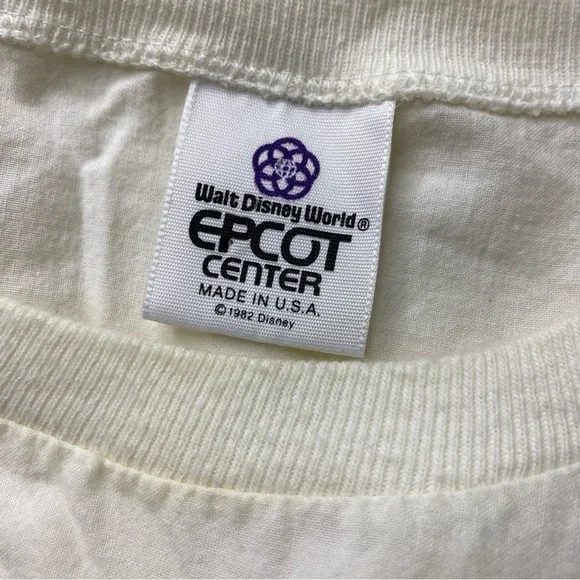 Walt Disney World®
EPCOT
CENTER
MADE IN U.S.A.
©1982 Disney